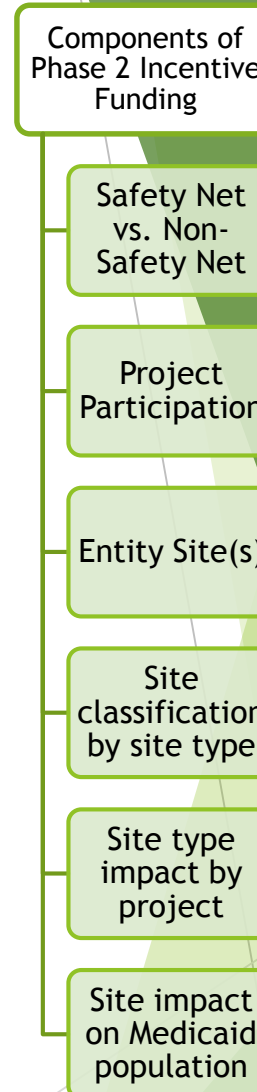 Components of
Phase 2 Incentive
Funding
Safety Net
vs. Non-
Safety Net
Project
Participation
Entity Site(s)
Site
classification
by site type
Site type
impact by
project
Site impact
on Medicaid
population